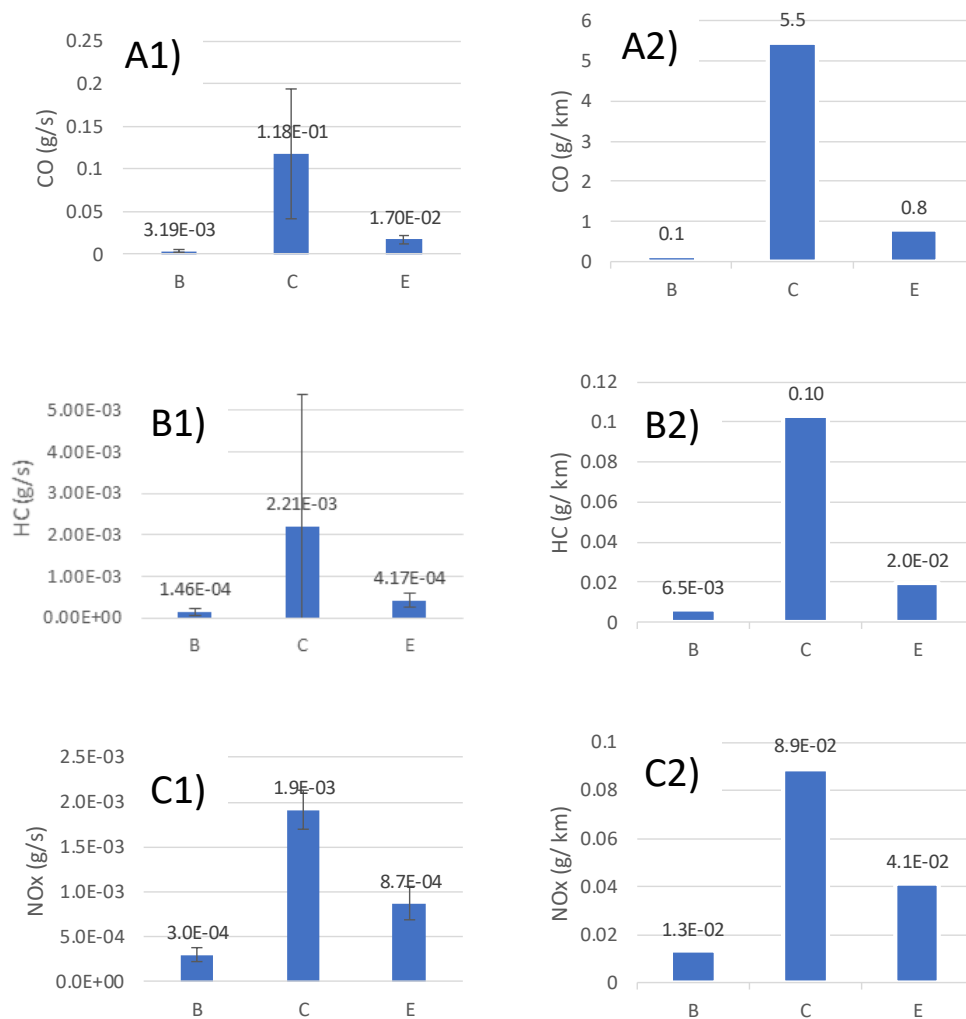 A1)
CO (g/s)
0.25
0.2
0.15
0.1
0.05
0
3.19E-03
1.18E-01
1.70E-02
B C E
A2)
CO (g/ km)
6
5
4
3
2
1
0
0.1
5.5
0.8
B C E
B1)
HC (g/s)
5.00E-03
4.00E-03
3.00E-03
2.00E-03
1.00E-03
0.00E+00
1.46E-04
2.21E-03
4.17E-04
B C E
B2)
HC (g/ km)
0.12
0.1
0.08
0.06
0.04
0.02
0
6.5E-03
0.10
2.0E-02
B C E
C1)
NOx (g/s)
2.5E-03
2.0E-03
1.5E-03
1.0E-03
5.0E-04
0.0E+00
3.0E-04
1.9E-03
8.7E-04
B C E
C2)
NOx (g/ km)
0.1
0.08
0.06
0.04
0.02
0
1.3E-02
8.9E-02
4.1E-02
B C E